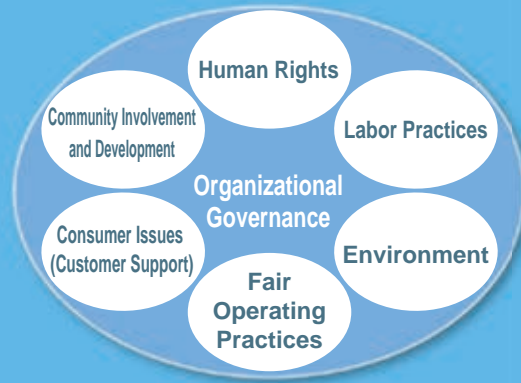 Human Rights
Community Involvement
and Development
Labor Practices
Organizational
Governance
Consumer Issues
(Customer Support)
Environment
Fair
Operating
Practices